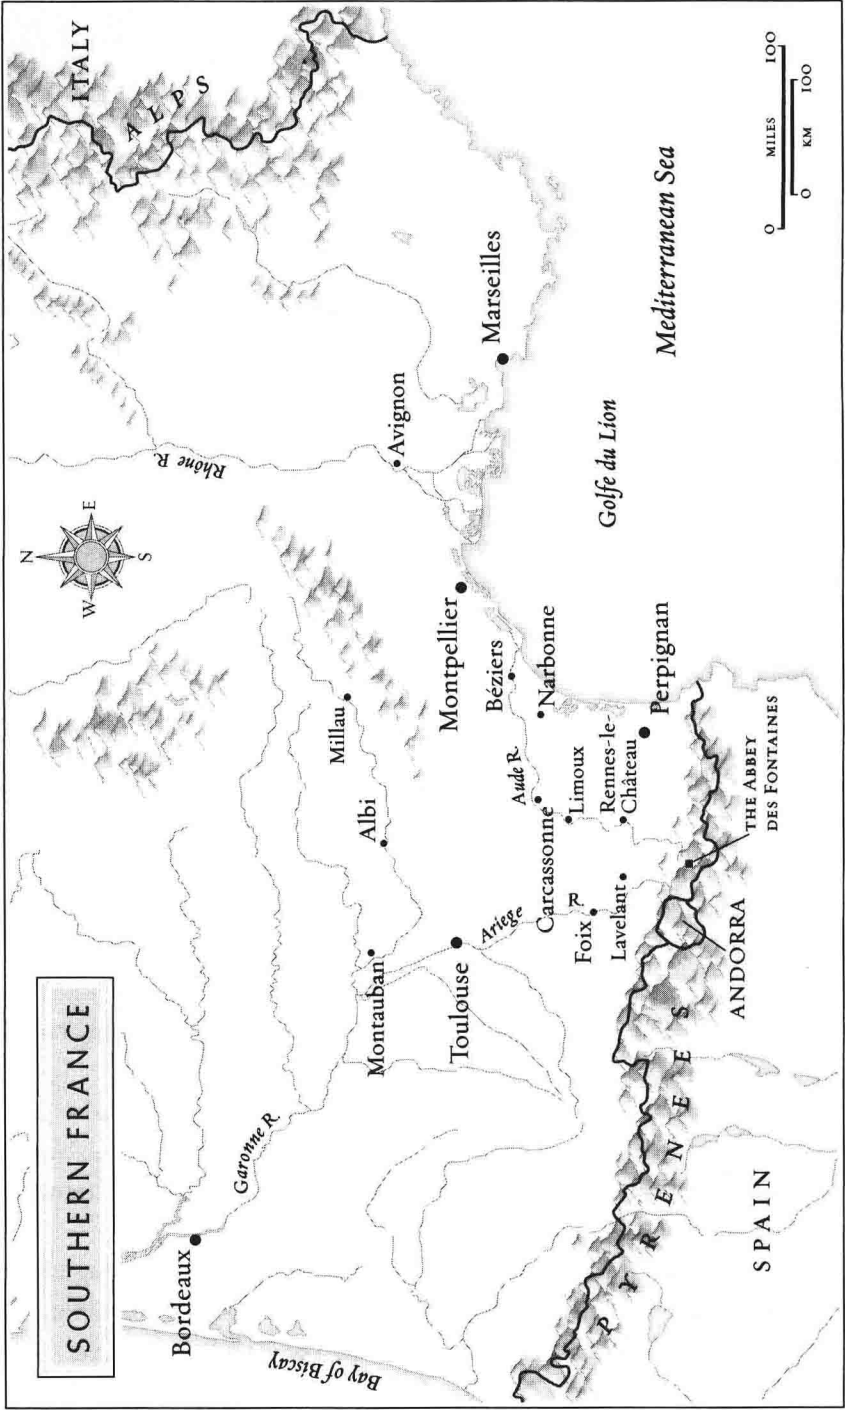 SOUTHERN FRANCE
N
W
E
S
ITALY
ALPS
Bordeaux
Garonne R.
Bay of Biscay
Rhône R.
Avignon
Millau
Albi
Montauban
Toulouse
Ariege
R.
Montpellier
Marseilles
Béziers
Narbonne
Aude R.
Carcassonne
Limoux
Rennes-le-
Château
Foix
Lavelant
Perpignan
Golfe du Lion
Mediterranean Sea
THE ABBEY
DES FONTAINES
ANDORRA
PYRENEES
SPAIN
0 MILES 100
0 KM 100